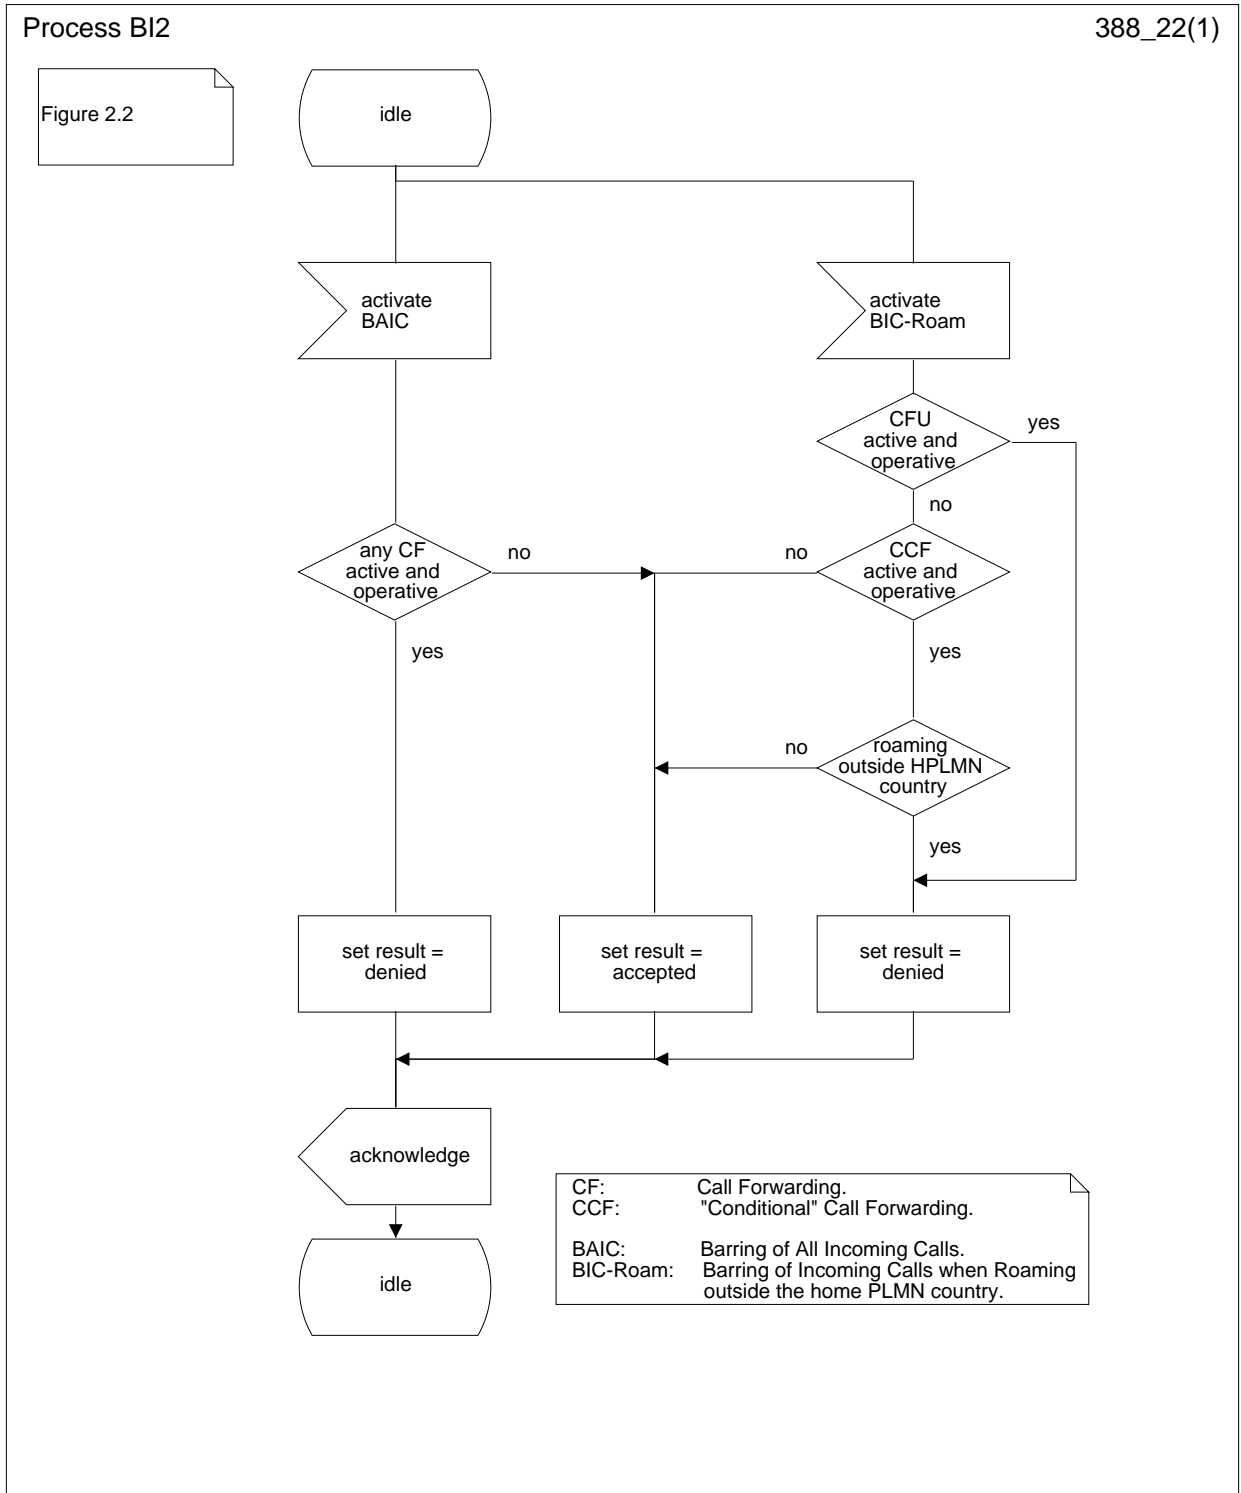 Process BI2
388_22(1)
Figure 2.2
idle
activate
BAIC
activate
BIC-Roam
CFU
active and
operative
yes
no
any CF
active and
operative
no
no
CCF
active and
operative
yes
yes
no
roaming
outside HPLMN
country
yes
set result =
denied
set result =
accepted
set result =
denied
acknowledge
CF: Call Forwarding.
CCF: "Conditional" Call Forwarding.
BAIC: Barring of All Incoming Calls.
BIC-Roam: Barring of Incoming Calls when Roaming
outside the home PLMN country.
idle